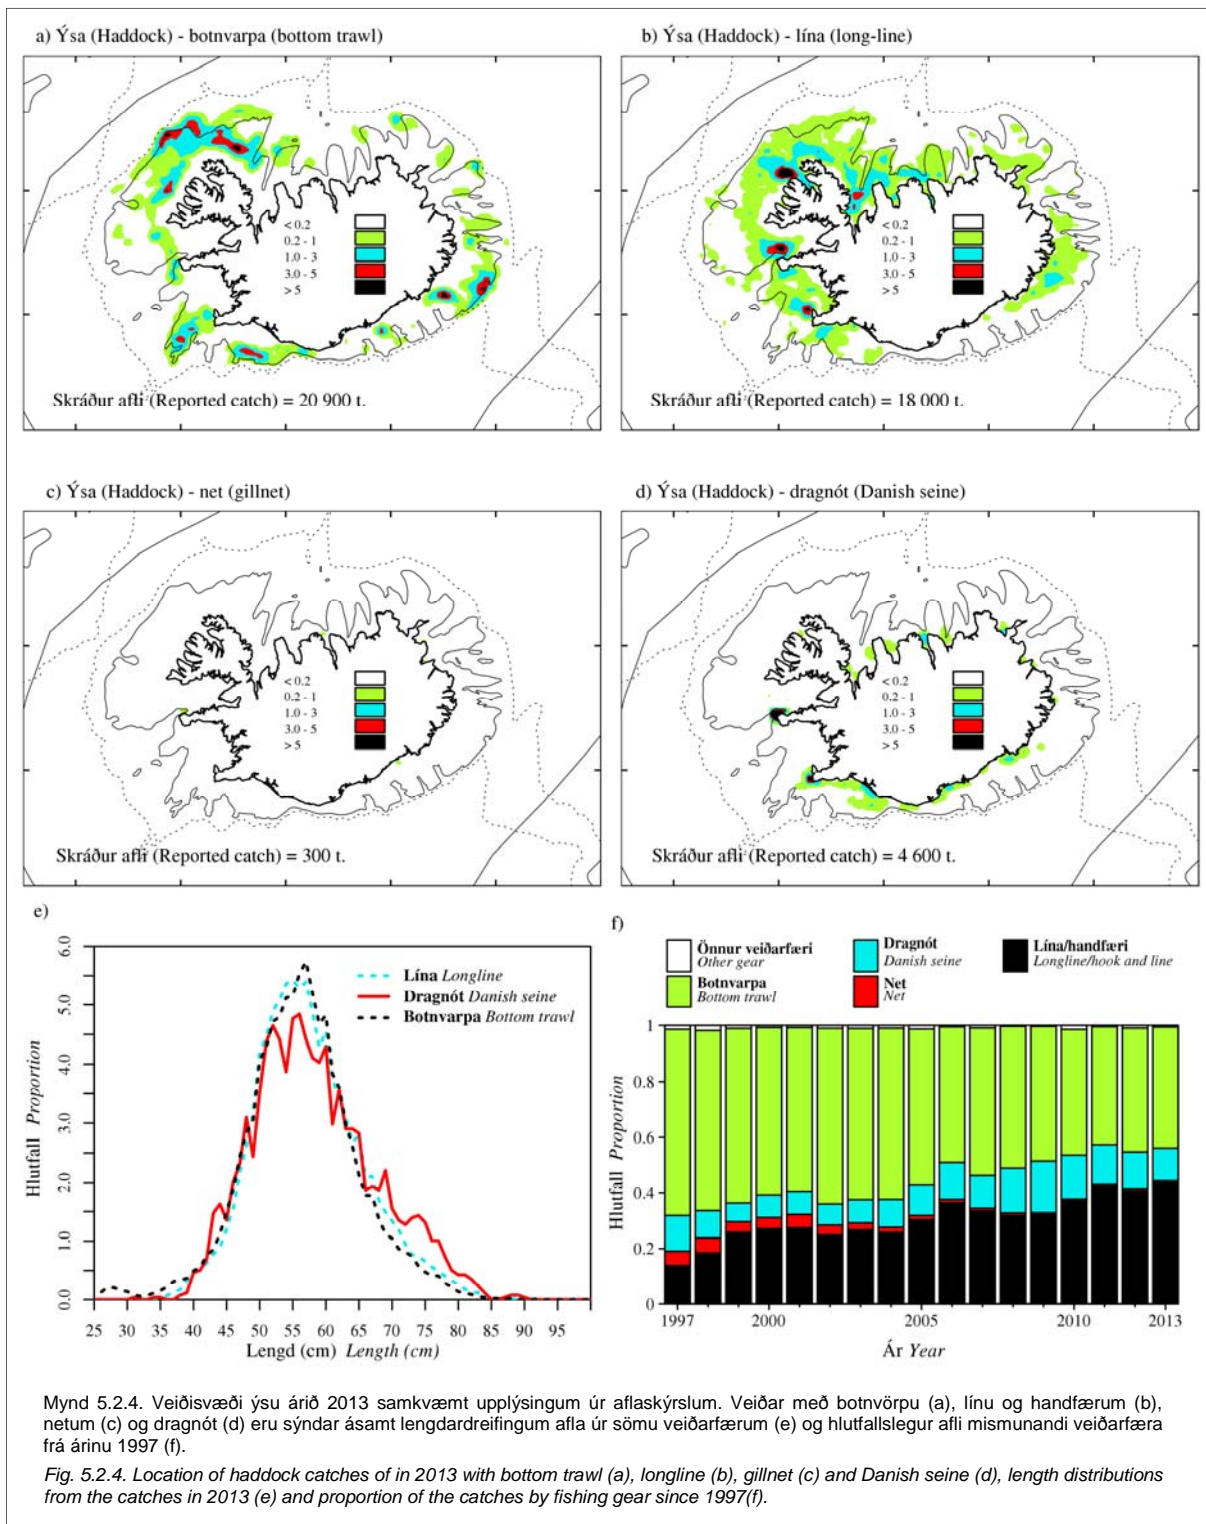 a) Ýsa (Haddock) - botnvarpa (bottom trawl)
< 0.2
0.2 - 1
1.0 - 3
3.0 - 5
> 5
Skráður afli (Reported catch) = 20 900 t.
b) Ýsa (Haddock) - lína (long-line)
< 0.2
0.2 - 1
1.0 - 3
3.0 - 5
> 5
Skráður afli (Reported catch) = 18 000 t.
c) Ýsa (Haddock) - net (gillnet)
< 0.2
0.2 - 1
1.0 - 3
3.0 - 5
> 5
Skráður afli (Reported catch) = 300 t.
d) Ýsa (Haddock) - dragnót (Danish seine)
< 0.2
0.2 - 1
1.0 - 3
3.0 - 5
> 5
Skráður afli (Reported catch) = 4 600 t.
e)
Hlutfall Proportion
6.0
5.0
4.0
3.0
2.0
1.0
0.0
Lína Longline
Dragnót Danish seine
Botnvarpa Bottom trawl
25 30 35 40 45 50 55 60 65 70 75 80 85 90 95
Lengd (cm) Length (cm)
f)
Önnur veiðarfæri
Other gear
Botnvarpa
Bottom trawl
Dragnót
Danish seine
Net
Net
Lína/handfæri
Longline/hook and line
Hlutfall Proportion
1
0.8
0.6
0.4
0.2
0
1997 2000 2005 2010 2013
Ár Year
Mynd 5.2.4. Veiðisvæði ýsu árið 2013 samkvæmt upplýsingum úr aflaskýrslum. Veiðar með botnvörpu (a), línu og handfærum (b),
netum (c) og dragnót (d) eru sýndar ásamt lengdardreifingum afla úr sömu veiðarfærum (e) og hlutfallslegur afli mismunandi veiðarfæra
frá árinu 1997 (f).
Fig. 5.2.4. Location of haddock catches of in 2013 with bottom trawl (a), longline (b), gillnet (c) and Danish seine (d), length distributions
from the catches in 2013 (e) and proportion of the catches by fishing gear since 1997(f).